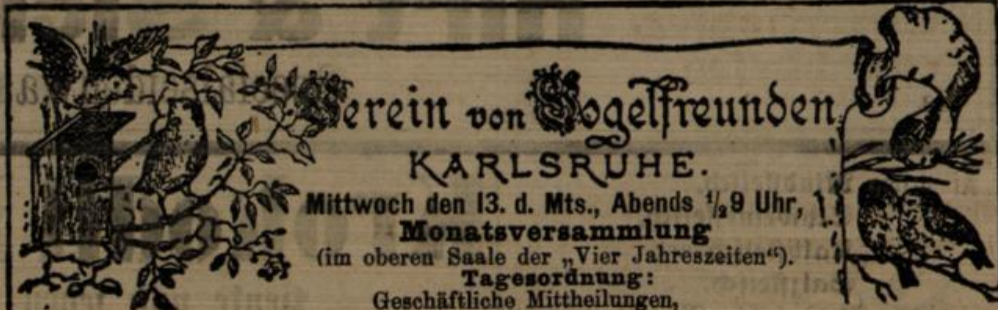 Verein von Vogelfreunden
KARLSRUHE.
Mittwoch den 13. d. Mts., Abends ½9 Uhr,
Monatsversammlung
(im oberen Saale der „Vier Jahreszeiten“).
Tagesordnung:
Geschäftliche Mittheilungen,